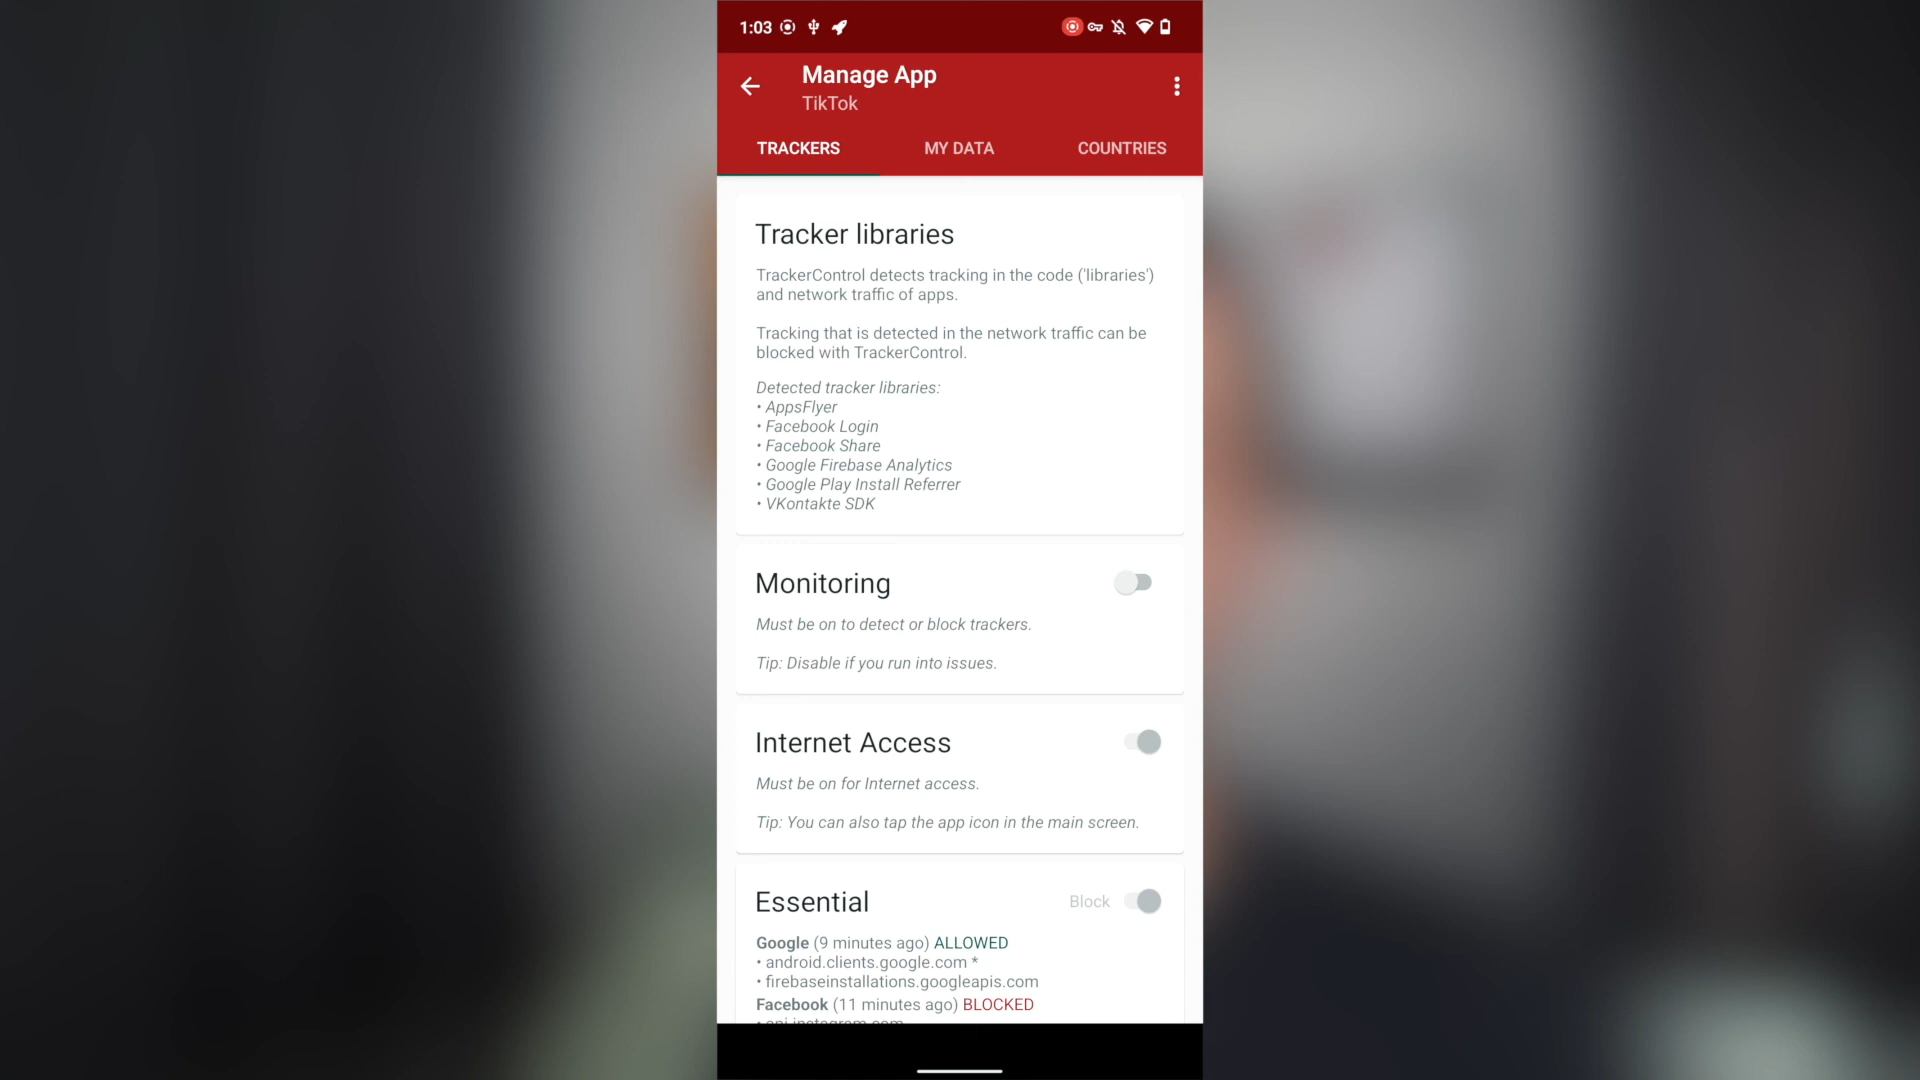 1:03
Manage App
TikTok
TRACKERS
MY DATA
COUNTRIES
Tracker libraries
TrackerControl detects tracking in the code ('libraries')
and network traffic of apps.
Tracking that is detected in the network traffic can be
blocked with TrackerControl.
Detected tracker libraries:
• AppsFlyer
• Facebook Login
• Facebook Share
• Google Firebase Analytics
• Google Play Install Referrer
• VKontakte SDK
Monitoring
Must be on to detect or block trackers.
Tip: Disable if you run into issues.
Internet Access
Must be on for Internet access.
Tip: You can also tap the app icon in the main screen.
Essential
Block
Google (9 minutes ago) ALLOWED
• android.clients.google.com *
• firebaseinstallations.googleapis.com
Facebook (11 minutes ago) BLOCKED
• api.instagram.com